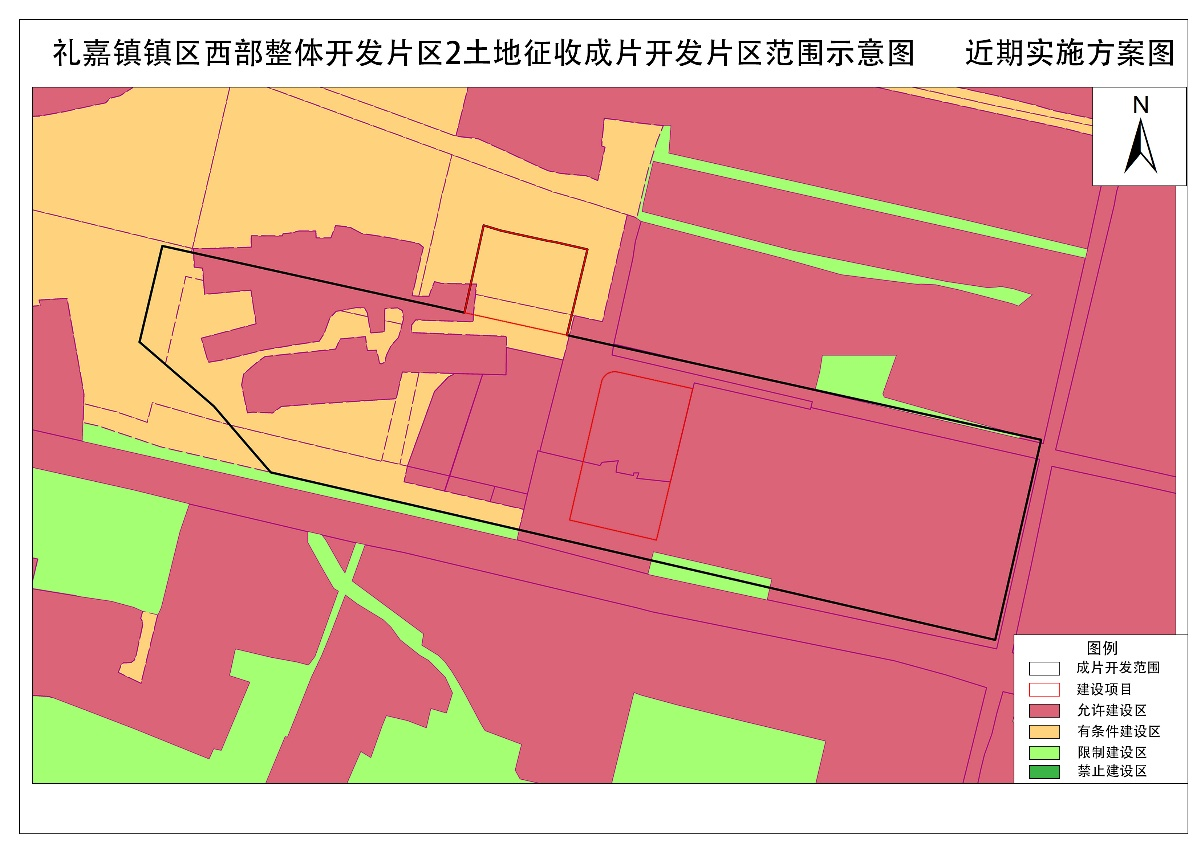 礼嘉镇镇区西部整体开发片区2土地征收成片开发片区范围示意图 近期实施方案图
N
图例
成片开发范围
建设项目
允许建设区
有条件建设区
限制建设区
禁止建设区